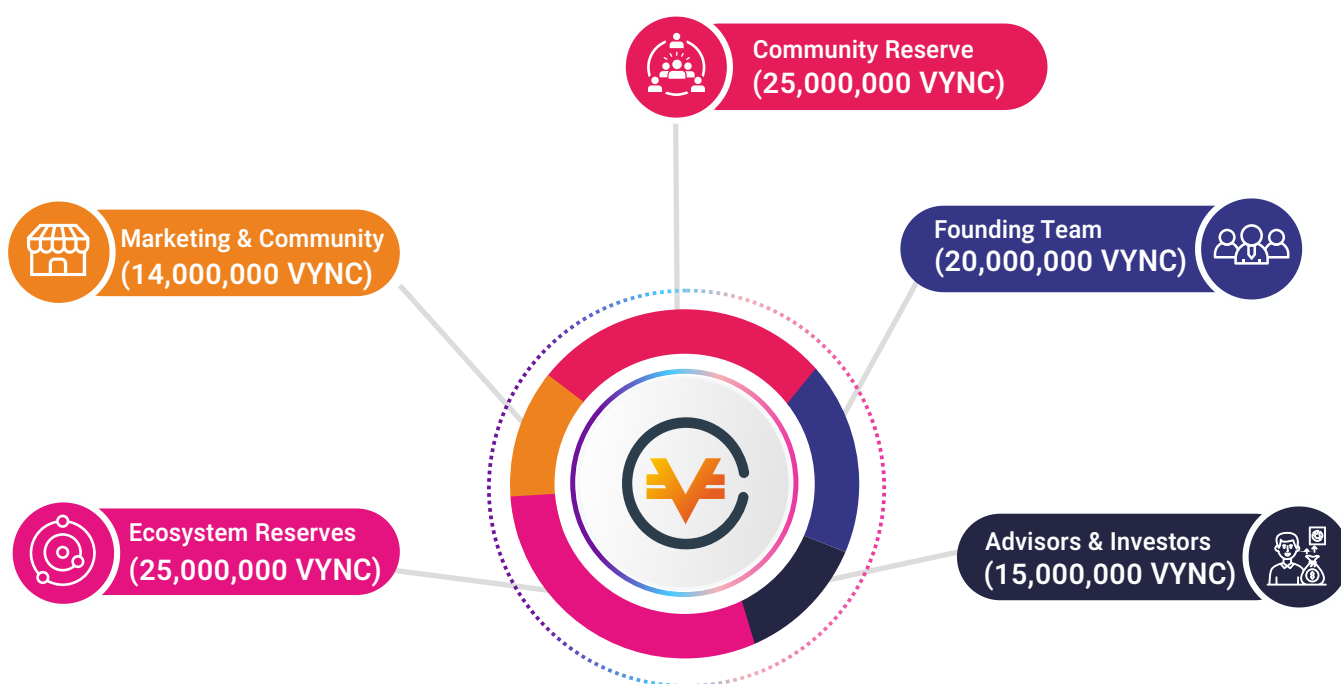 Community Reserve
(25,000,000 VYNC)
Marketing & Community
(14,000,000 VYNC)
Founding Team
(20,000,000 VYNC)
Ecosystem Reserves
(25,000,000 VYNC)
Advisors & Investors
(15,000,000 VYNC)